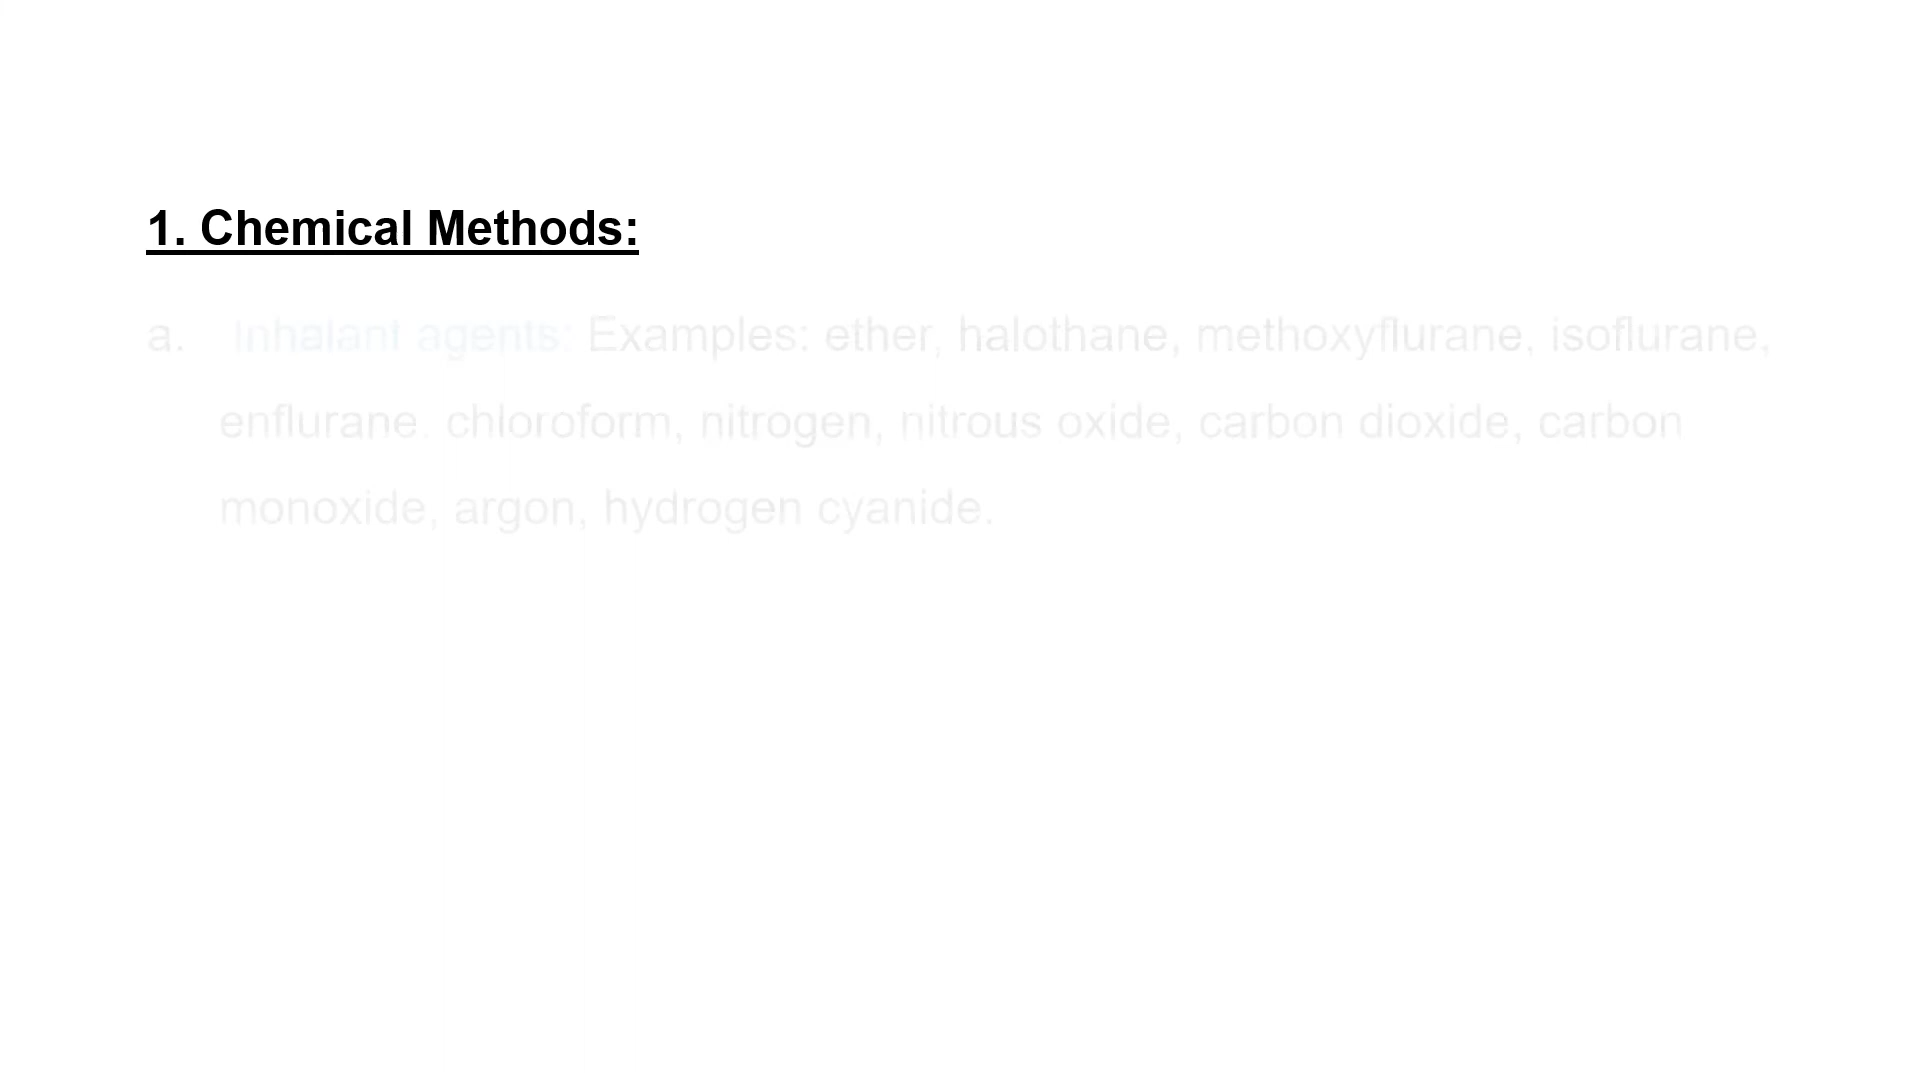 1. Chemical Methods:
a. Inhalant agents: Examples: ether, halothane, methoxyflurane, isoflurane,
enflurane. chloroform, nitrogen, nitrous oxide, carbon dioxide, carbon
monoxide, argon, hydrogen cyanide.